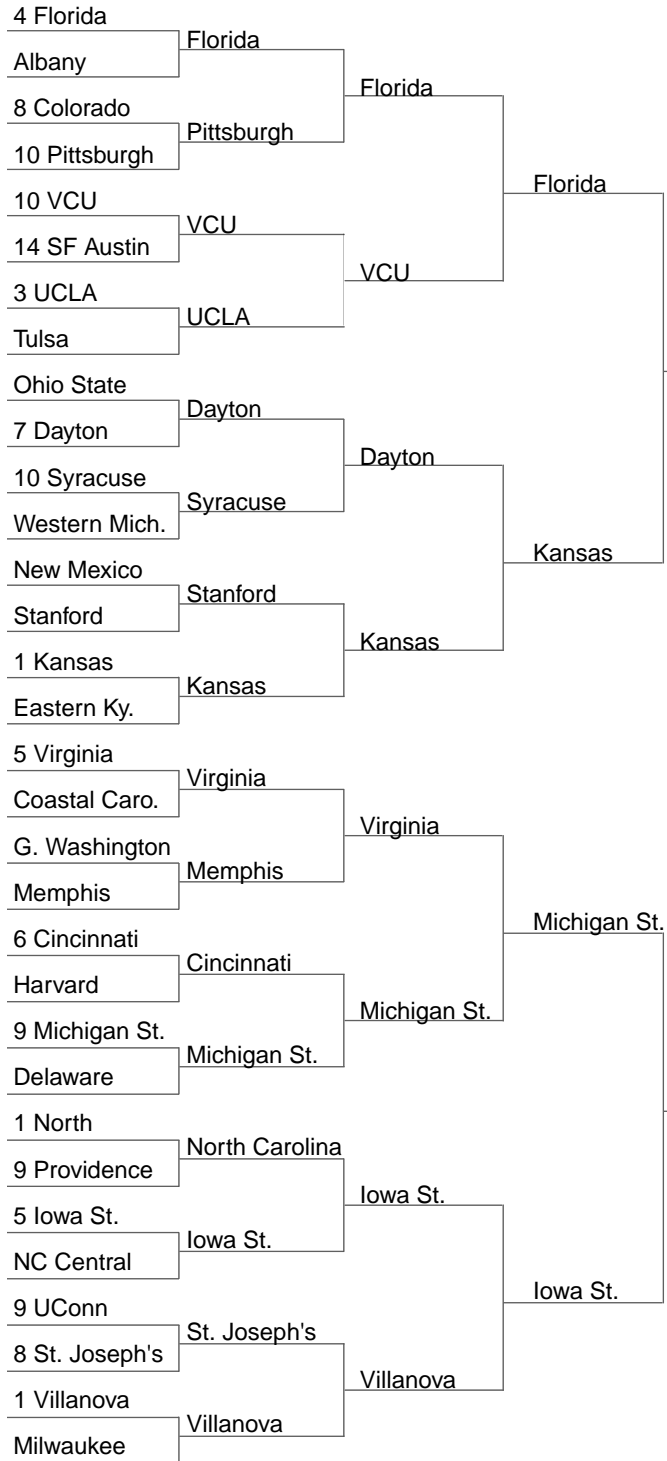 4 Florida
Albany
8 Colorado
10 Pittsburgh
10 VCU
14 SF Austin
3 UCLA
Tulsa
Ohio State
7 Dayton
10 Syracuse
Western Mich.
New Mexico
Stanford
1 Kansas
Eastern Ky.
5 Virginia
Coastal Caro.
G. Washington
Memphis
6 Cincinnati
Harvard
9 Michigan St.
Delaware
1 North
9 Providence
5 Iowa St.
NC Central
9 UConn
8 St. Joseph's
1 Villanova
Milwaukee
Florida
Pittsburgh
VCU
UCLA
Dayton
Syracuse
Stanford
Kansas
Virginia
Memphis
Cincinnati
Michigan St.
North Carolina
Iowa St.
St. Joseph's
Villanova
Florida
VCU
Dayton
Kansas
Virginia
Michigan St.
Iowa St.
Villanova
Florida
Kansas
Michigan St.
Iowa St.